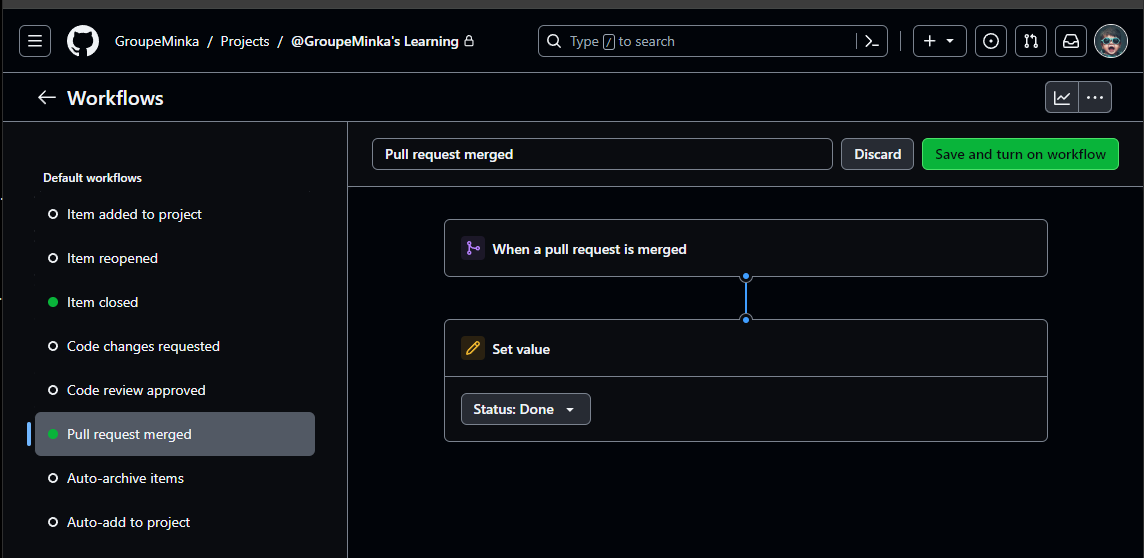 GroupeMinka / Projects / @GroupeMinka's Learning
Type / to search
Workflows
Pull request merged
Discard
Save and turn on workflow
Default workflows
Item added to project
Item reopened
Item closed
Code changes requested
Code review approved
Pull request merged
Auto-archive items
Auto-add to project
When a pull request is merged
Set value
Status: Done